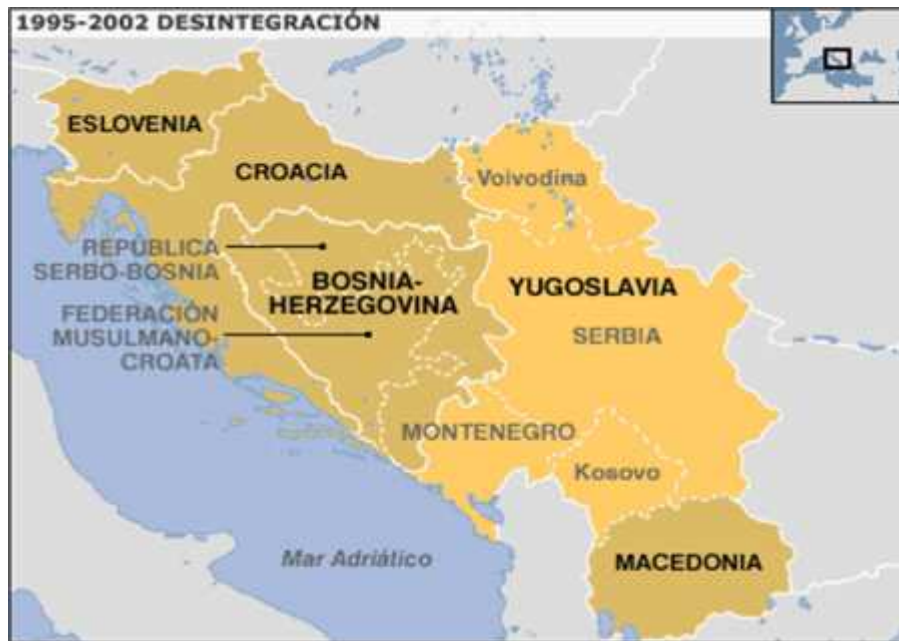 1995-2002 DESINTEGRACIÓN
ESLOVENIA
CROACIA
Voivodina
REPÚBLICA
SERBO-BOSNIA
BOSNIA-
HERZEGOVINA
YUGOSLAVIA
FEDERACIÓN
MUSULMANO-
CROATA
SERBIA
MONTENEGRO
Kosovo
Mar Adriático
MACEDONIA